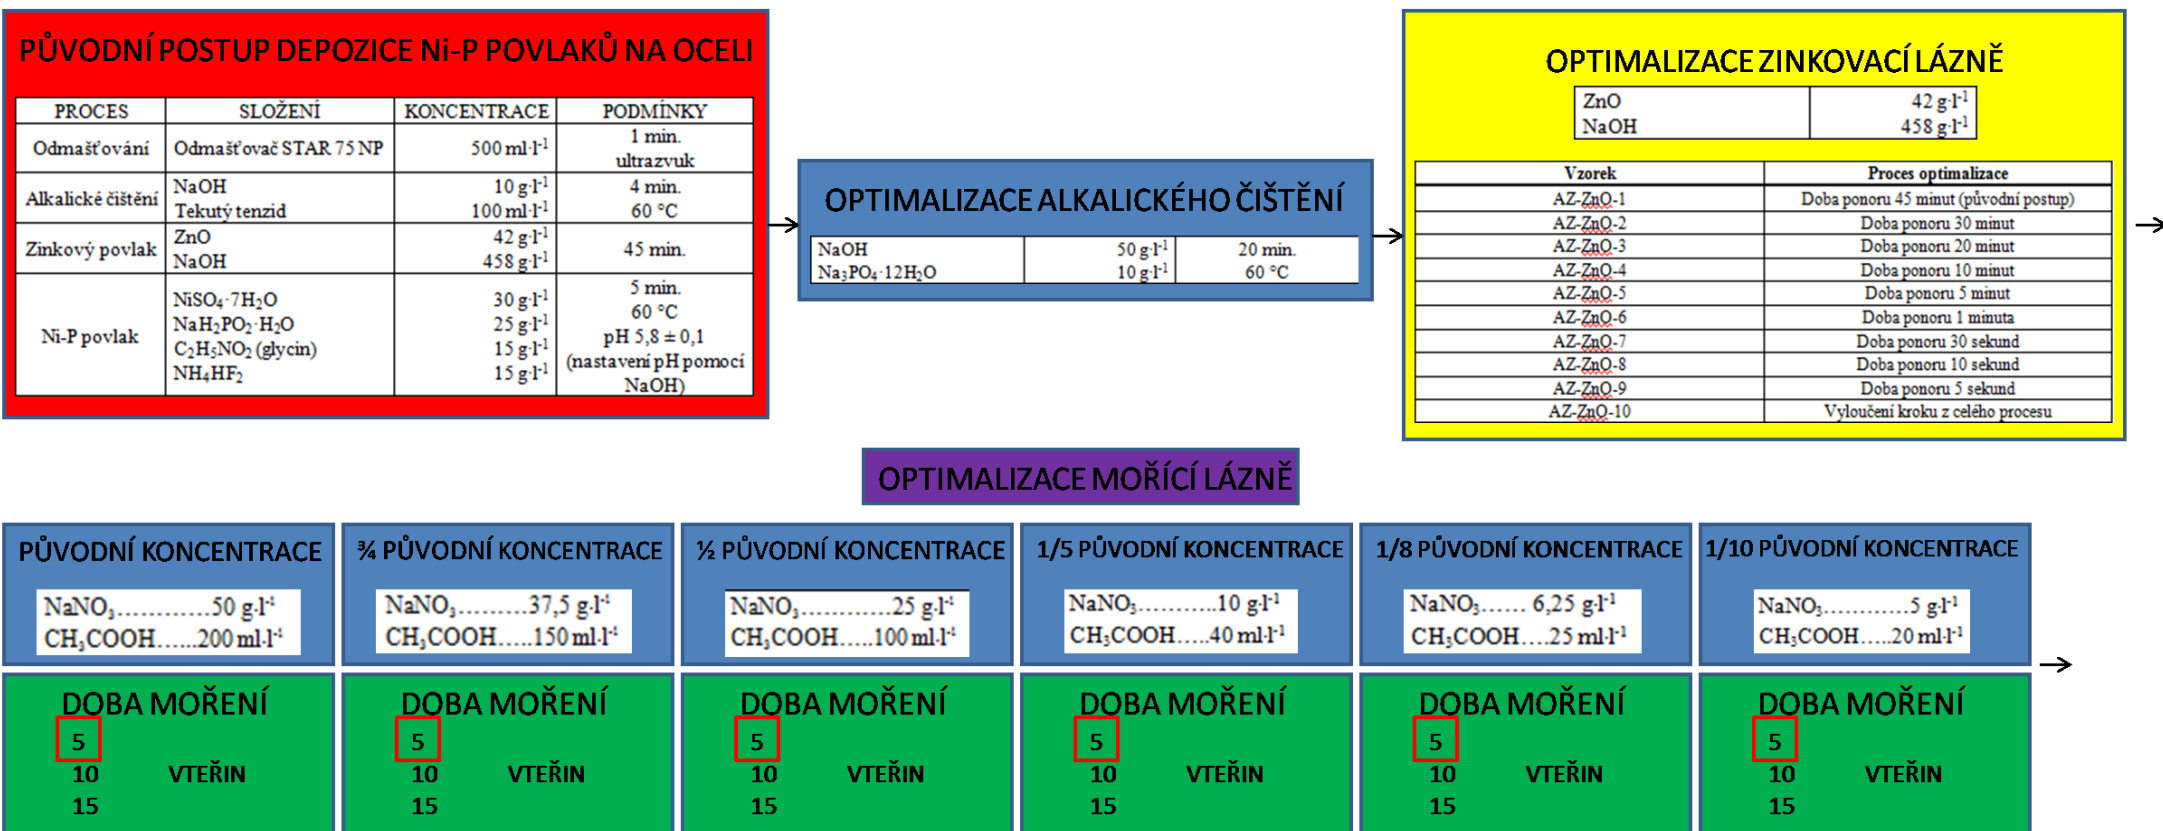 PŮVODNÍ POSTUP DEPOZICE Ni-P POVLAKŮ NA OCELI
PROCES SLOŽENÍ KONCENTRACE PODMÍNKY
Odmašťování Odmašťovač STAR 75 NP 500 ml·l⁻¹ 1 min.
ultrazvuk
Alkalické čištění NaOH 10 g·l⁻¹ 4 min.
Tekutý tenzid 100 ml·l⁻¹ 60 °C
Zinkový povlak ZnO 42 g·l⁻¹ 45 min.
NaOH 458 g·l⁻¹
Ni-P povlak NiSO₄·7H₂O 30 g·l⁻¹ 5 min.
60 °C
NaH₂PO₂·H₂O 25 g·l⁻¹ pH 5,8 ± 0,1
C₂H₅NO₂ (glycin) 15 g·l⁻¹ (nastavení pH pomocí
NH₄HF₂ 15 g·l⁻¹ NaOH)
OPTIMALIZACE ALKALICKÉHO ČIŠTĚNÍ
NaOH 50 g·l⁻¹ 20 min.
Na₃PO₄·12H₂O 10 g·l⁻¹ 60 °C
OPTIMALIZACE ZINKOVACÍ LÁZNĚ
ZnO 42 g·l⁻¹
NaOH 458 g·l⁻¹
Vzorek Proces optimalizace
AZ-ZnO-1 Doba ponoru 45 minut (původní postup)
AZ-ZnO-2 Doba ponoru 30 minut
AZ-ZnO-3 Doba ponoru 20 minut
AZ-ZnO-4 Doba ponoru 10 minut
AZ-ZnO-5 Doba ponoru 5 minut
AZ-ZnO-6 Doba ponoru 1 minuta
AZ-ZnO-7 Doba ponoru 30 sekund
AZ-ZnO-8 Doba ponoru 10 sekund
AZ-ZnO-9 Doba ponoru 5 sekund
AZ-ZnO-10 Vyloučení kroku z celého procesu
OPTIMALIZACE MOŘÍCÍ LÁZNĚ
PŮVODNÍ KONCENTRACE
NaNO₃............50 g·l⁻¹
CH₃COOH......200 ml·l⁻¹
DOBA MOŘENÍ
5
10 VTEŘIN
15
¾ PŮVODNÍ KONCENTRACE
NaNO₃.........37,5 g·l⁻¹
CH₃COOH.....150 ml·l⁻¹
DOBA MOŘENÍ
5
10 VTEŘIN
15
½ PŮVODNÍ KONCENTRACE
NaNO₃............25 g·l⁻¹
CH₃COOH.....100 ml·l⁻¹
DOBA MOŘENÍ
5
10 VTEŘIN
15
1/5 PŮVODNÍ KONCENTRACE
NaNO₃...........10 g·l⁻¹
CH₃COOH.....40 ml·l⁻¹
DOBA MOŘENÍ
5
10 VTEŘIN
15
1/8 PŮVODNÍ KONCENTRACE
NaNO₃...... 6,25 g·l⁻¹
CH₃COOH.....25 ml·l⁻¹
DOBA MOŘENÍ
5
10 VTEŘIN
15
1/10 PŮVODNÍ KONCENTRACE
NaNO₃............5 g·l⁻¹
CH₃COOH.....20 ml·l⁻¹
DOBA MOŘENÍ
5
10 VTEŘIN
15